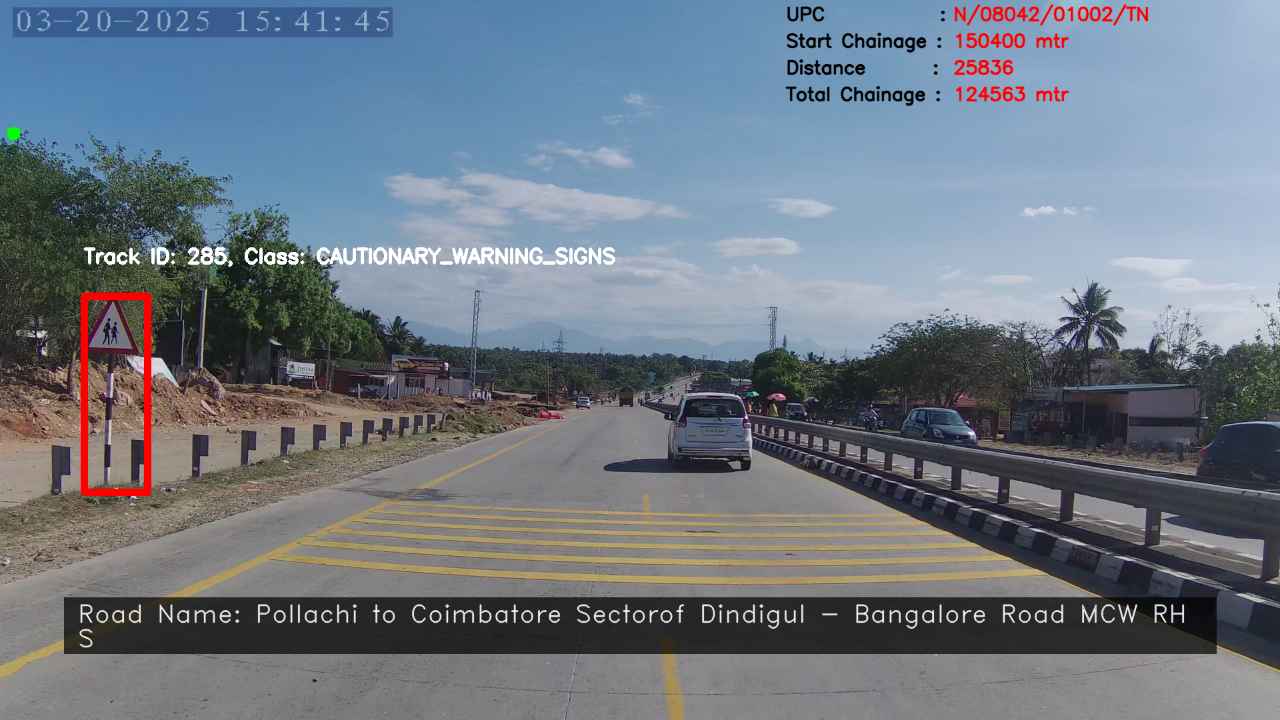 03-20-2025 15:41:45
UPC : N/08042/01002/TN
Start Chainage : 150400 mtr
Distance : 25836
Total Chainage : 124563 mtr
Track ID: 285, Class: CAUTIONARY_WARNING_SIGNS
Road Name: Pollachi to Coimbatore Sectorof Dindigul - Bangalore Road MCW RH
S